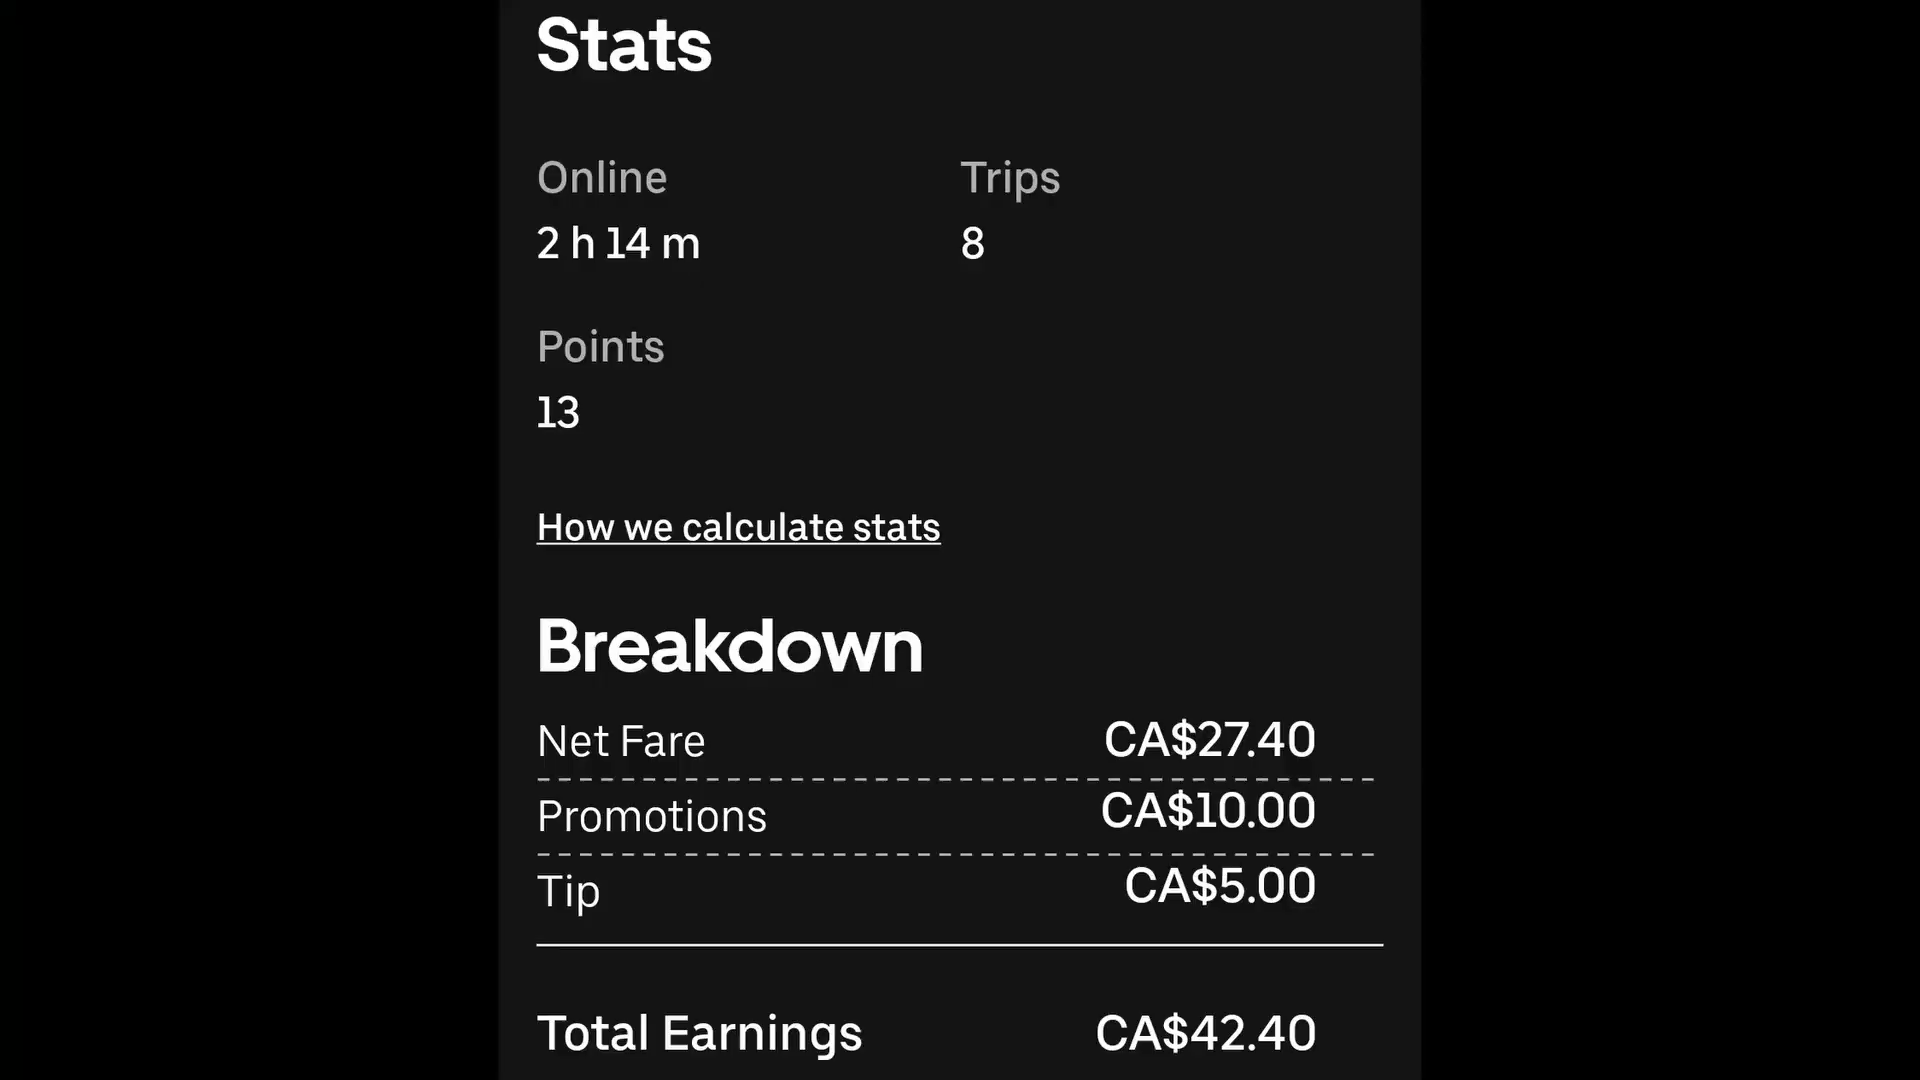 Stats
Online Trips
2 h 14 m 8
Points
13
How we calculate stats
Breakdown
Net Fare CA$27.40
Promotions CA$10.00
Tip CA$5.00
Total Earnings CA$42.40